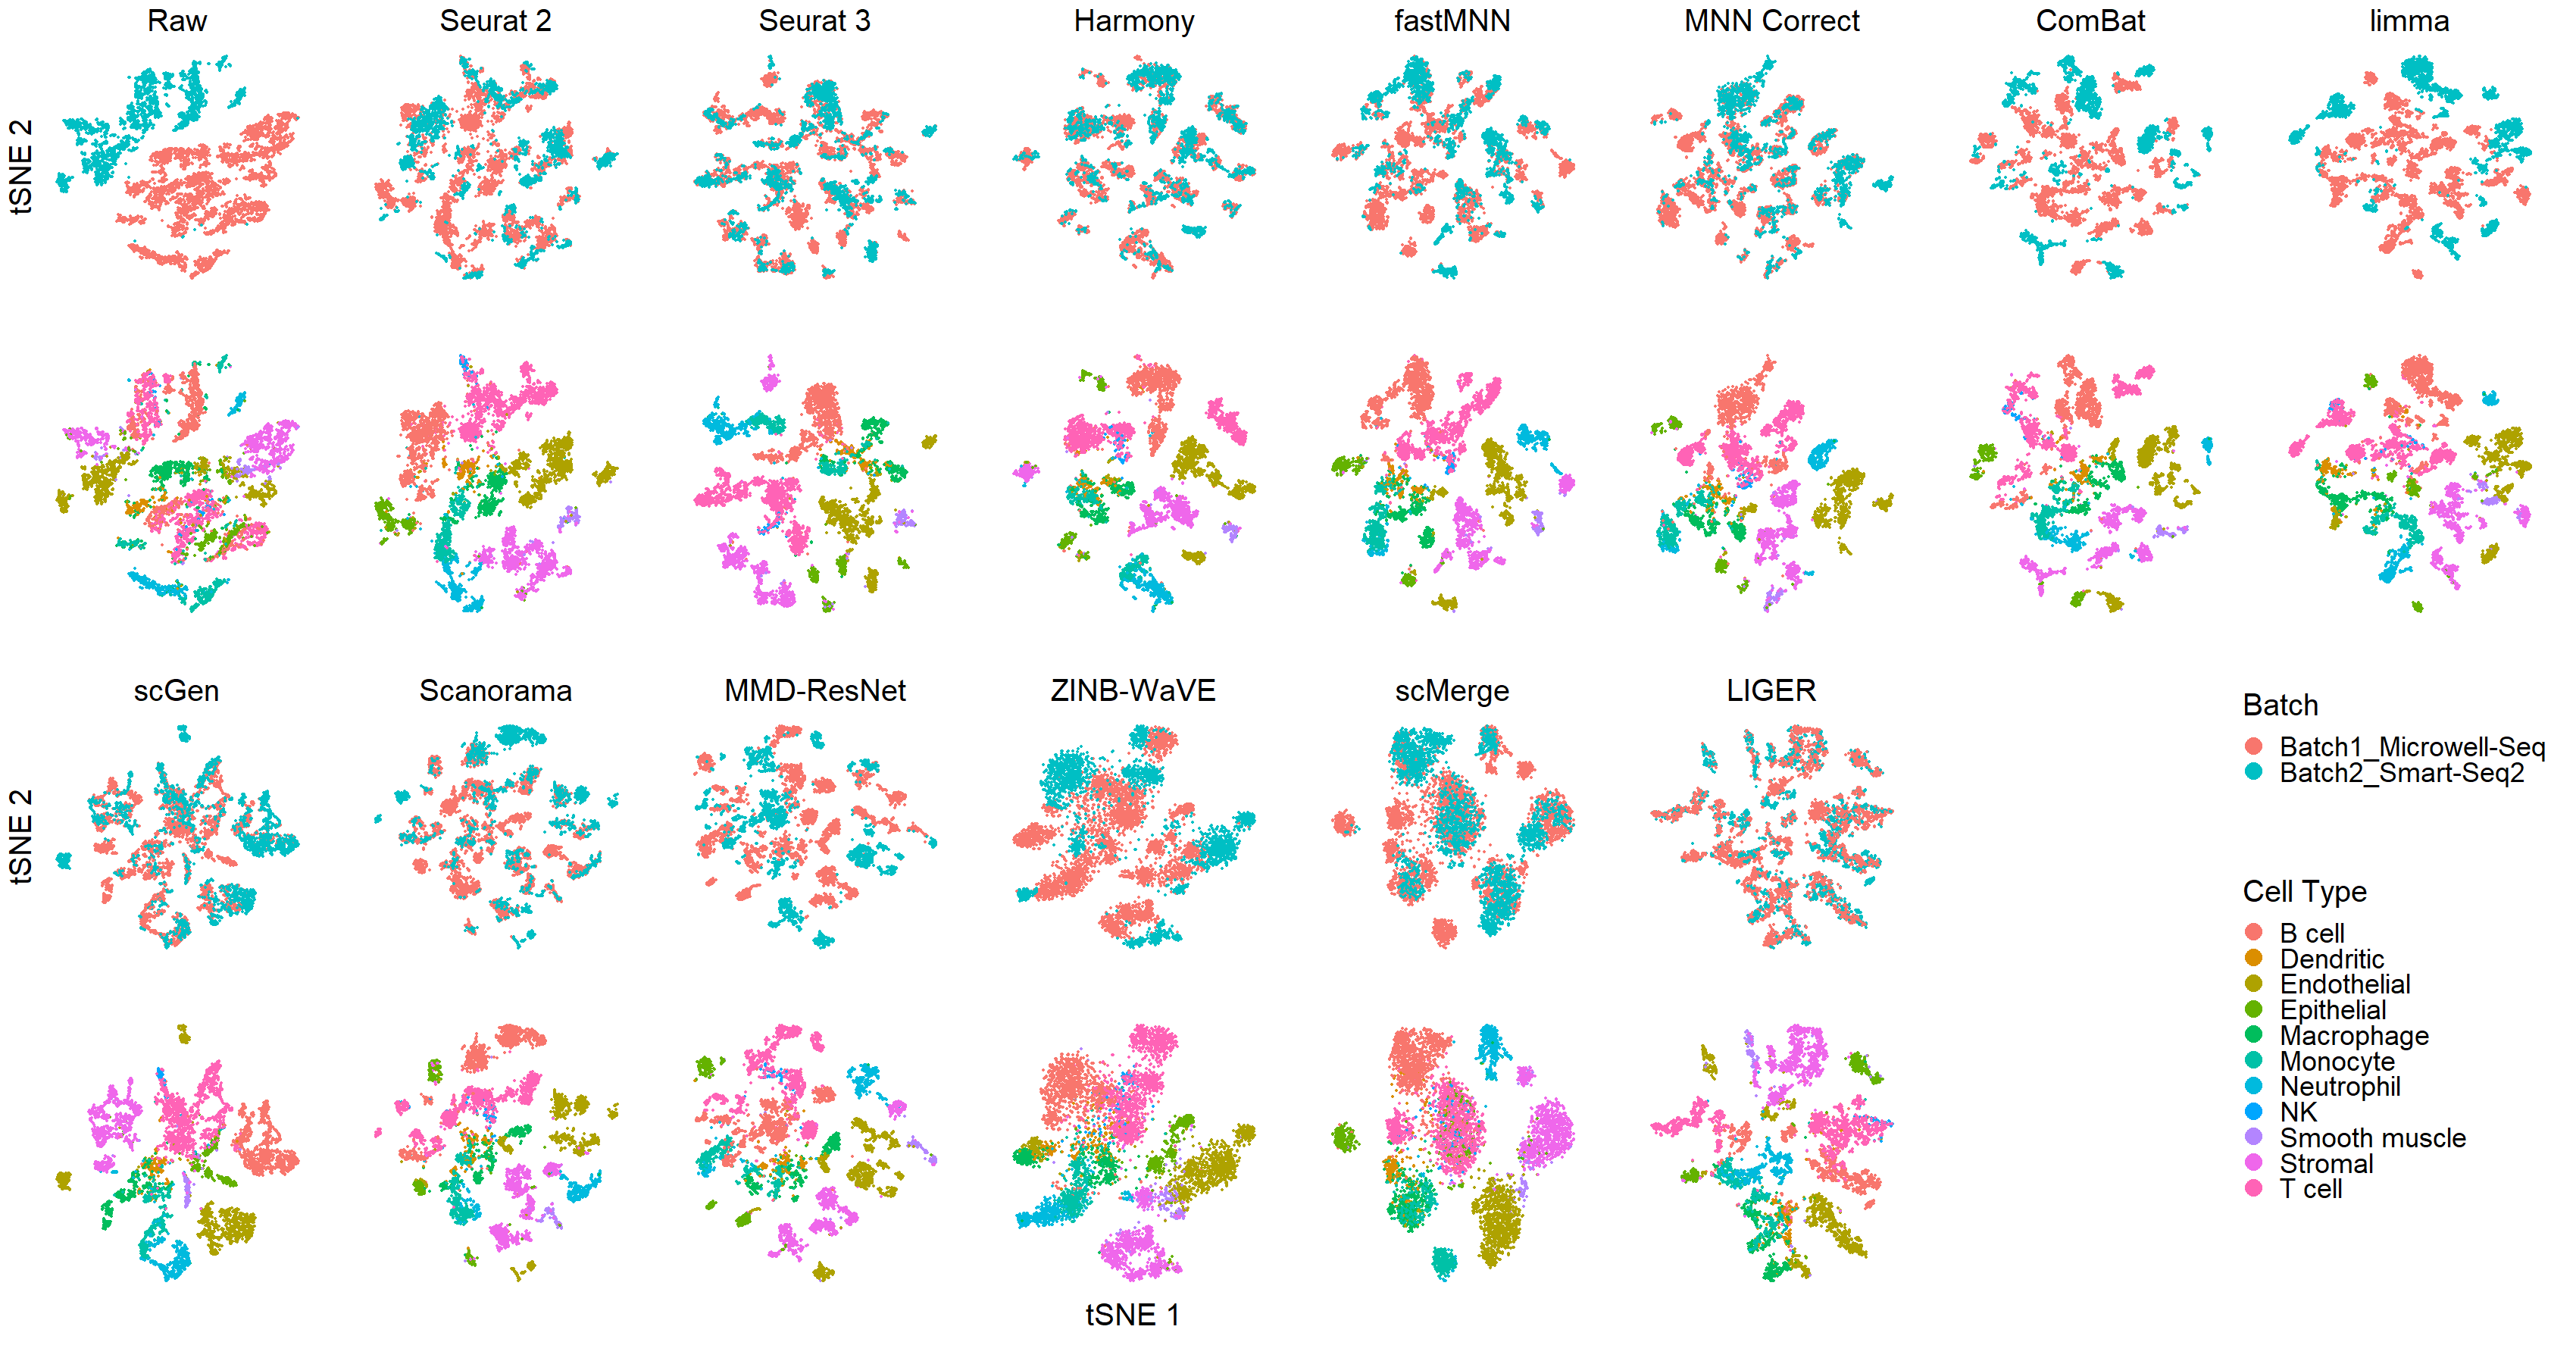 Raw
Seurat 2
Seurat 3
Harmony
fastMNN
MNN Correct
ComBat
limma
tSNE 2
scGen
Scanorama
MMD-ResNet
ZINB-WaVE
scMerge
LIGER
tSNE 2
tSNE 1
Batch
Batch1_Microwell-Seq
Batch2_Smart-Seq2
Cell Type
B cell
Dendritic
Endothelial
Epithelial
Macrophage
Monocyte
Neutrophil
NK
Smooth muscle
Stromal
T cell